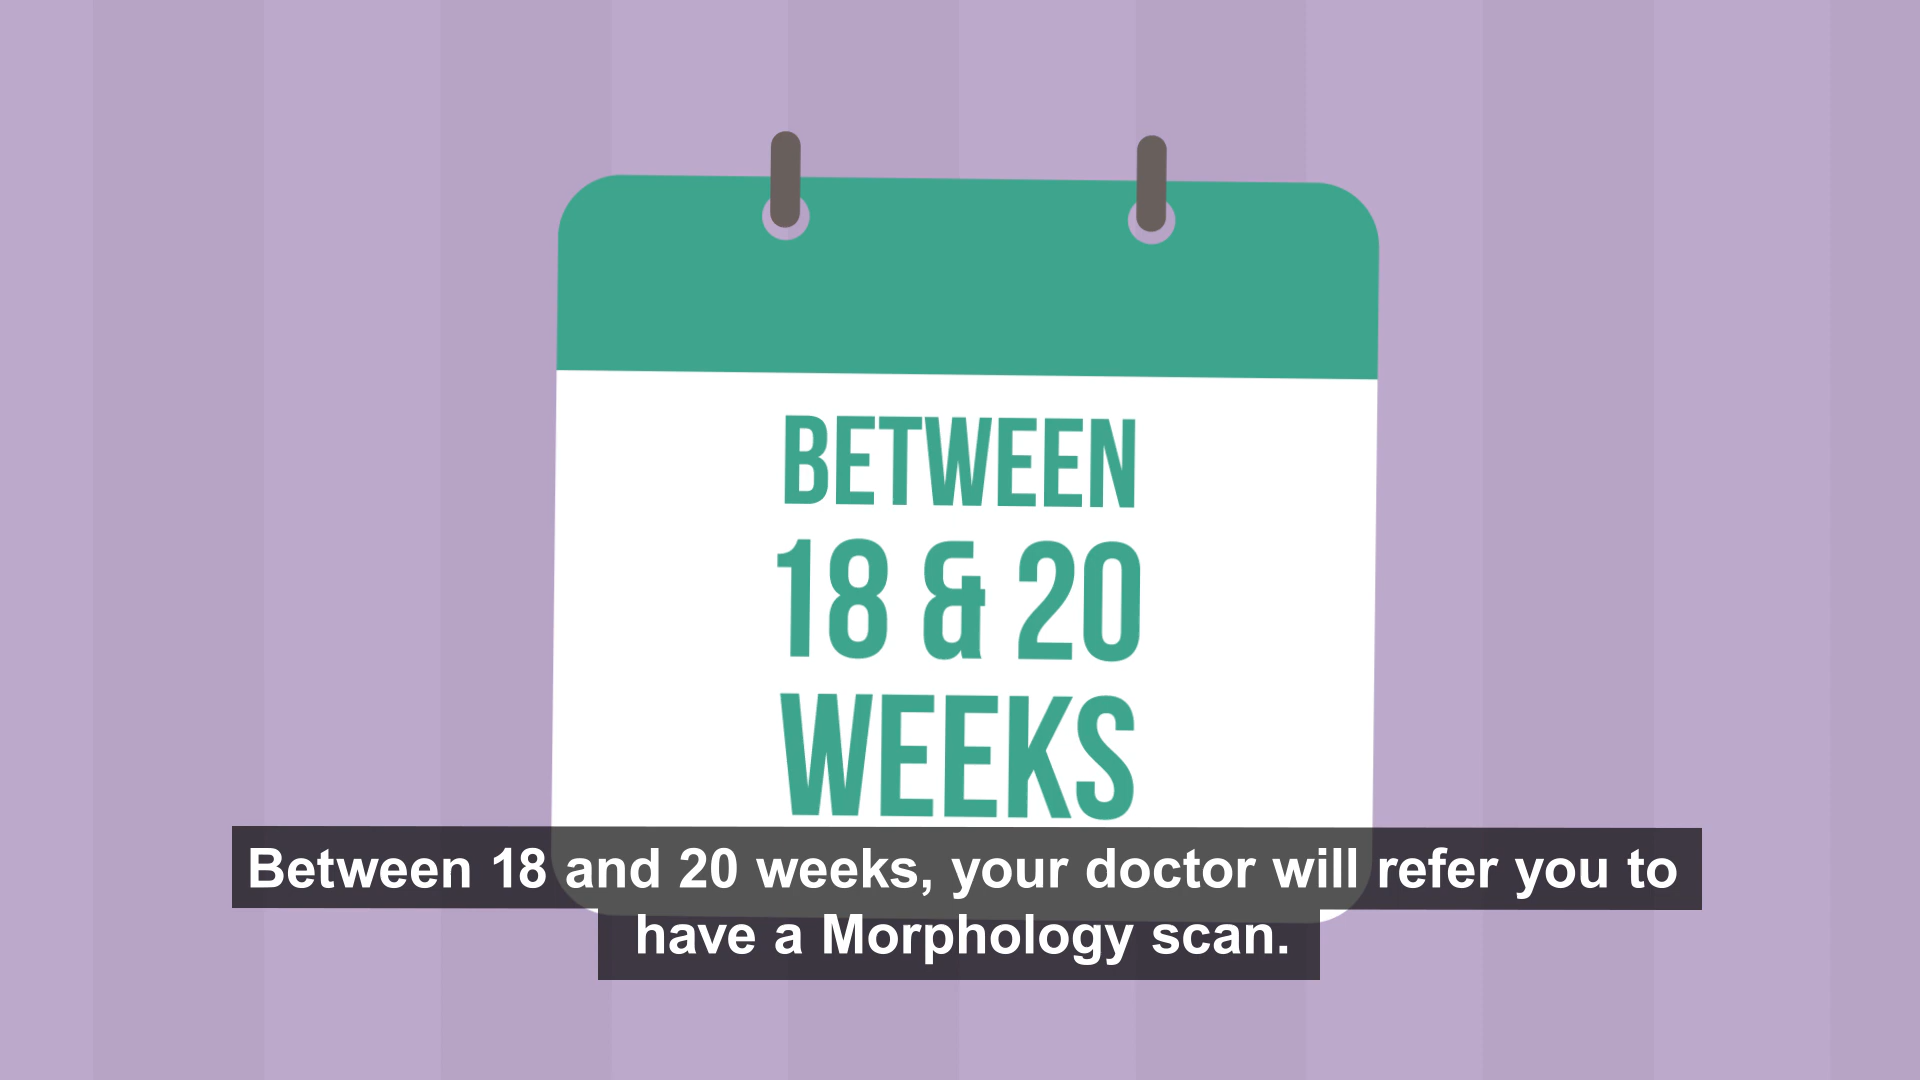 BETWEEN
18 & 20
WEEKS
Between 18 and 20 weeks, your doctor will refer you to
have a Morphology scan.